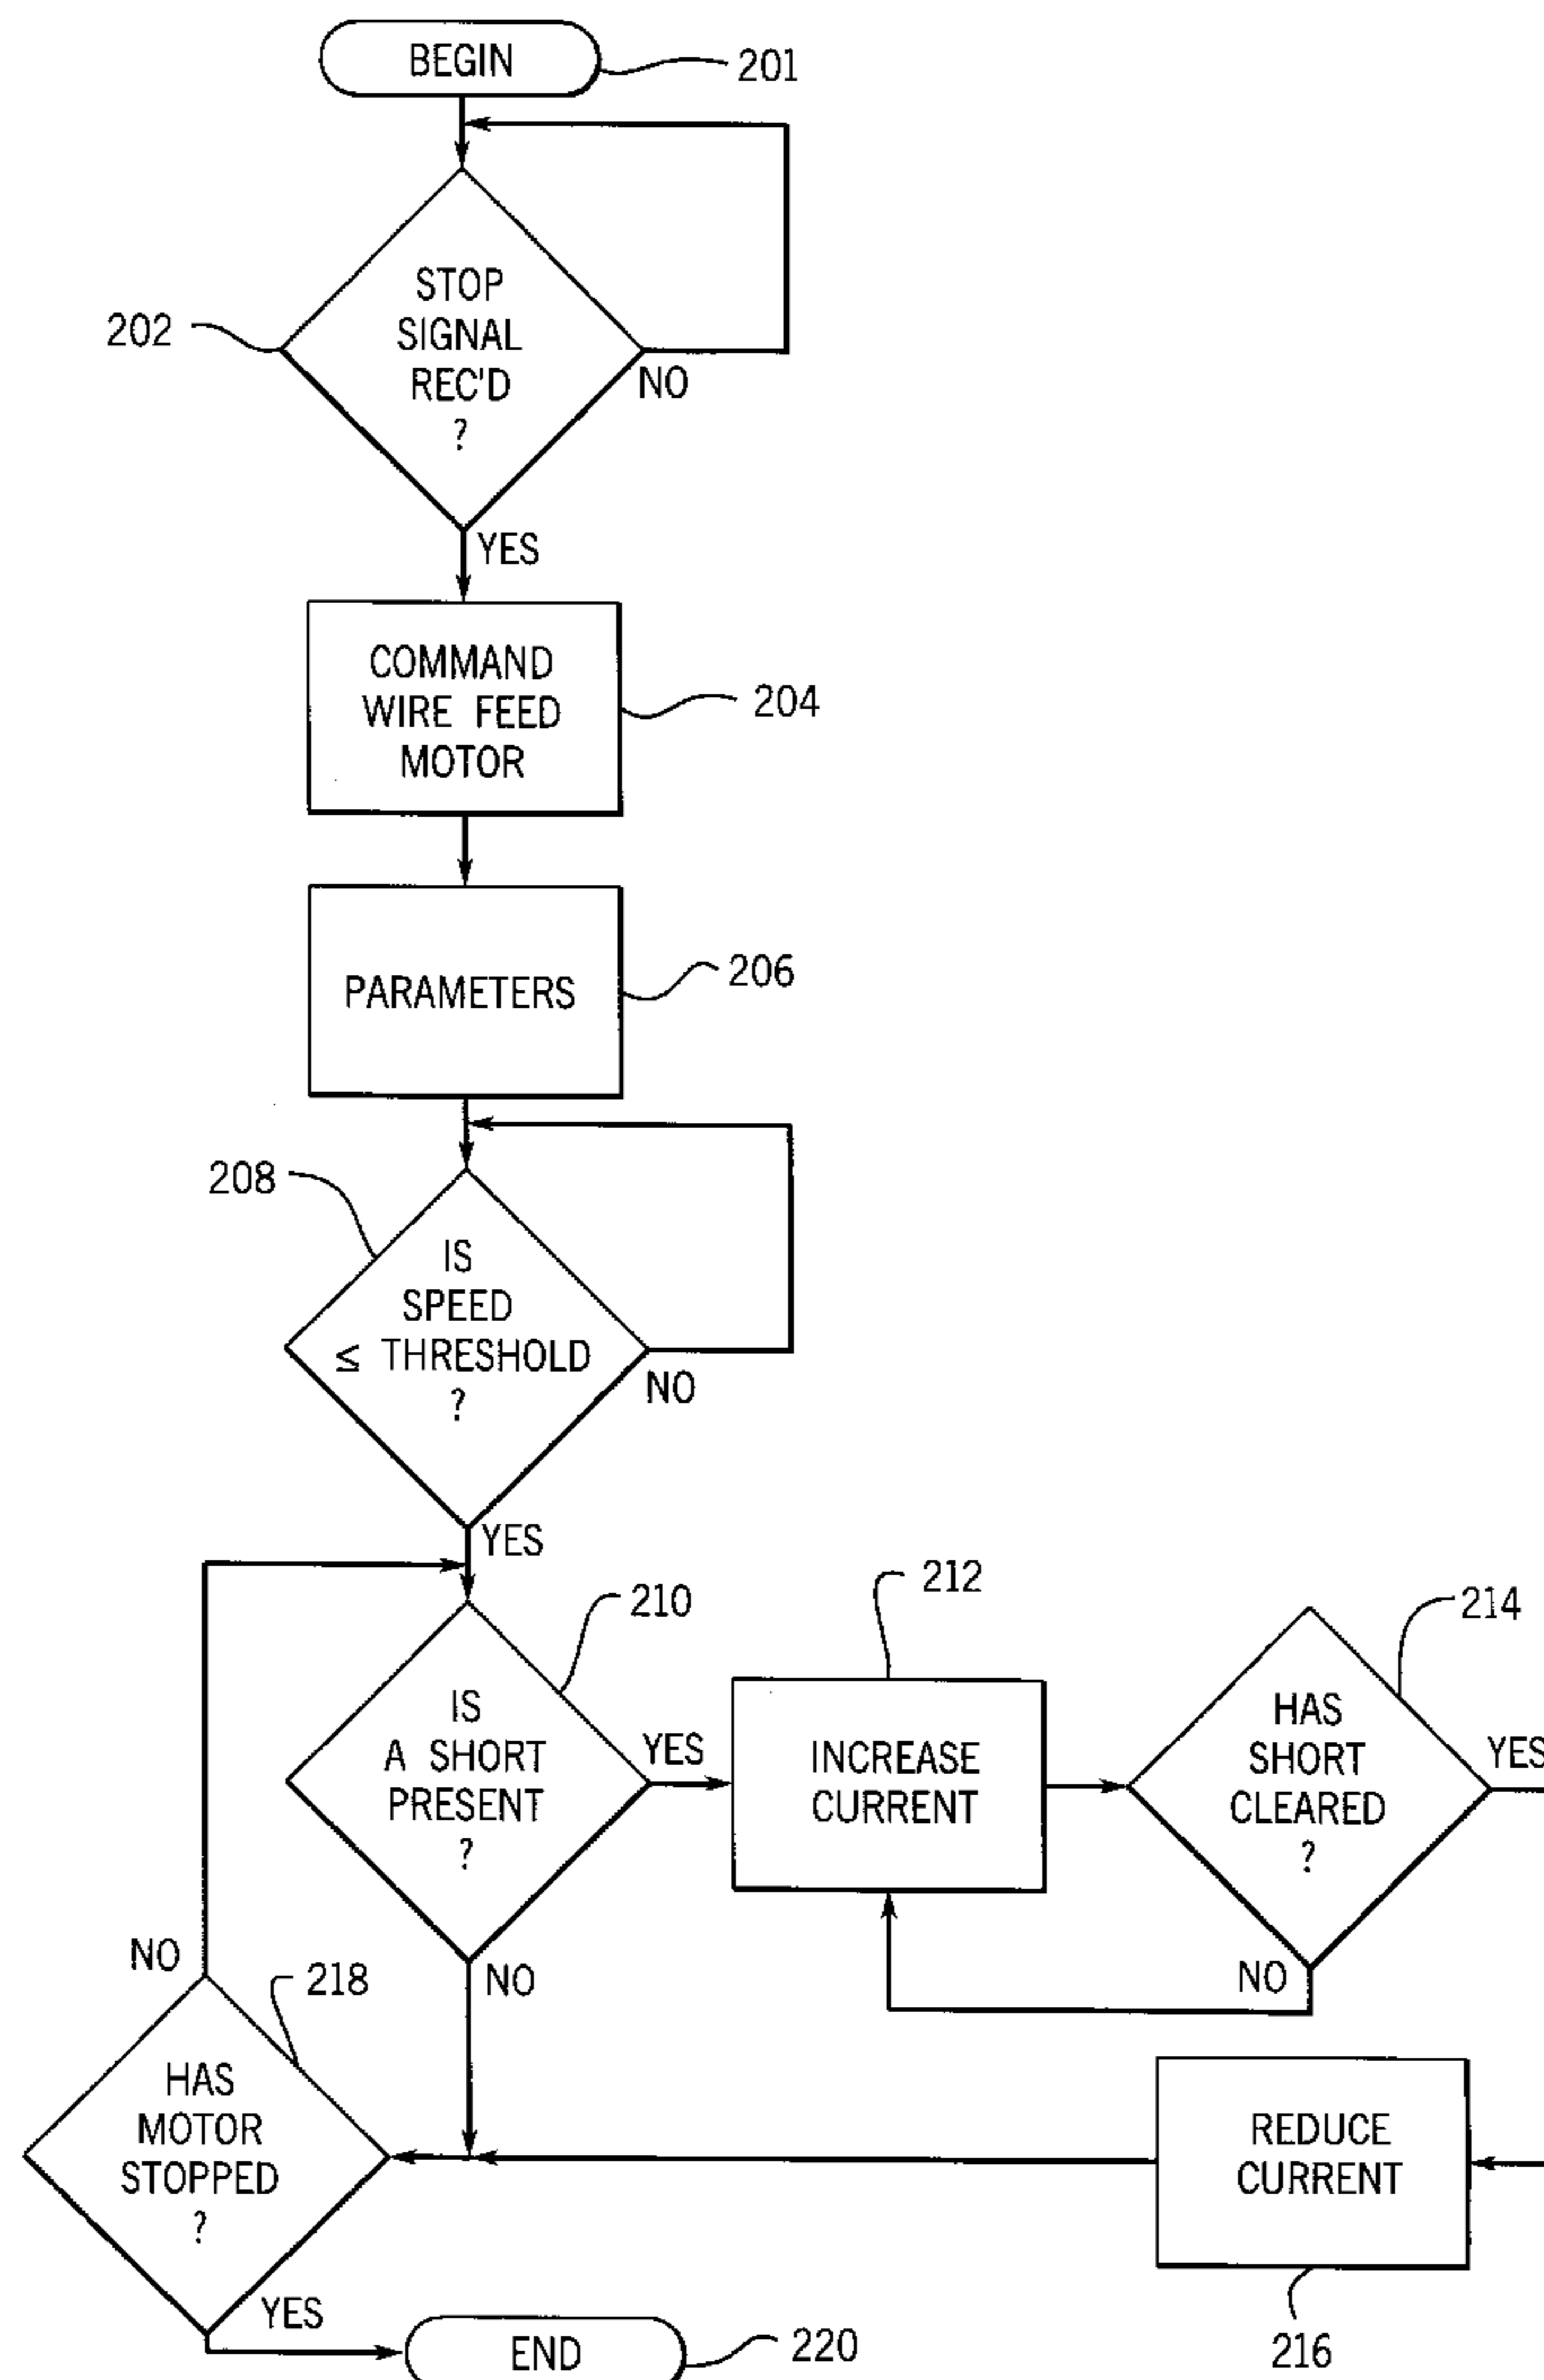 BEGIN
201
STOP
SIGNAL
REC'D
?
202
NO
YES
COMMAND
WIRE FEED
MOTOR
204
PARAMETERS
206
208
IS
SPEED
≤ THRESHOLD
?
NO
YES
210
IS
A SHORT
PRESENT
?
YES
NO
212
INCREASE
CURRENT
214
HAS
SHORT
CLEARED
?
YES
NO
NO
218
HAS
MOTOR
STOPPED
?
YES
REDUCE
CURRENT
216
END
220